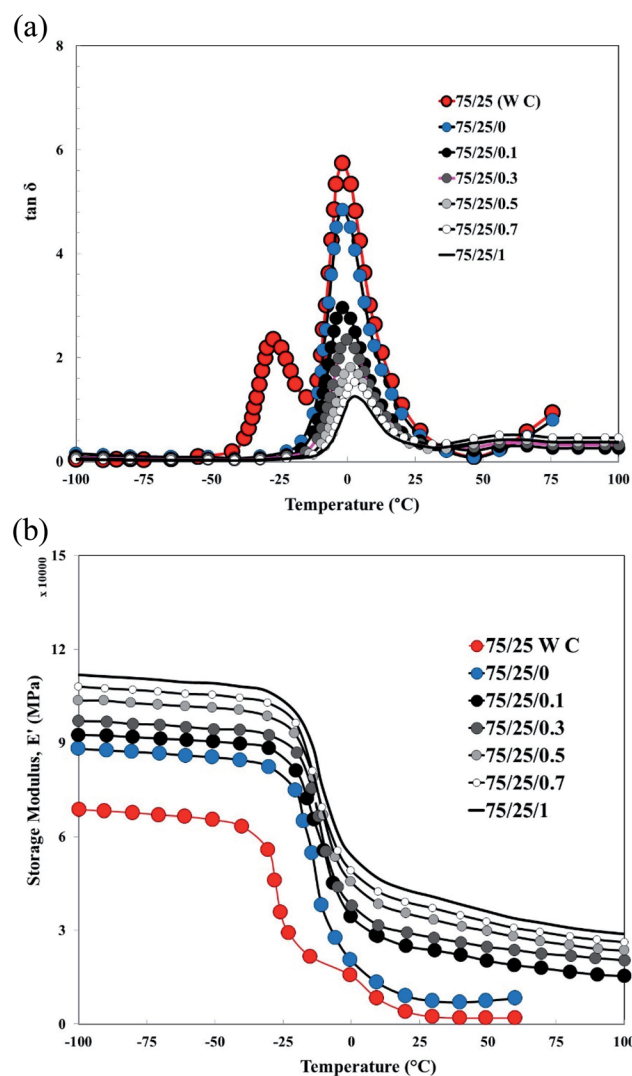 (a)
8
6
4
2
0
tan δ
75/25 (W C)
75/25/0
75/25/0.1
75/25/0.3
75/25/0.5
75/25/0.7
75/25/1
-100 -75 -50 -25 0 25 50 75 100
Temperature (°C)
(b)
x 10000
15
12
9
6
3
0
Storage Modulus, E' (MPa)
75/25 W C
75/25/0
75/25/0.1
75/25/0.3
75/25/0.5
75/25/0.7
75/25/1
-100 -75 -50 -25 0 25 50 75 100
Temperature (°C)